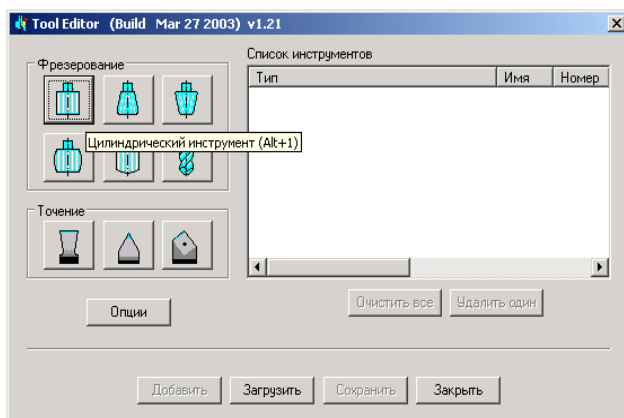 Tool Editor (Build Mar 27 2003) v1.21
Фрезерование
Цилиндрический инструмент (Alt+1)
Точение
Опции
Список инструментов
Тип Имя Номер
Очистить все Удалить один
Добавить Загрузить Сохранить Закрыть